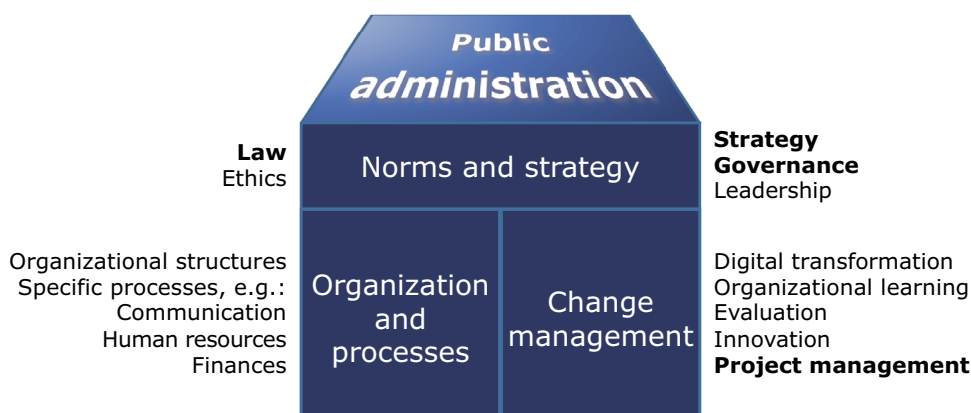 Public
administration
Law
Ethics
Norms and strategy
Strategy
Governance
Leadership
Organizational structures
Specific processes, e.g.:
Communication
Human resources
Finances
Organization
and
processes
Change
management
Digital transformation
Organizational learning
Evaluation
Innovation
Project management